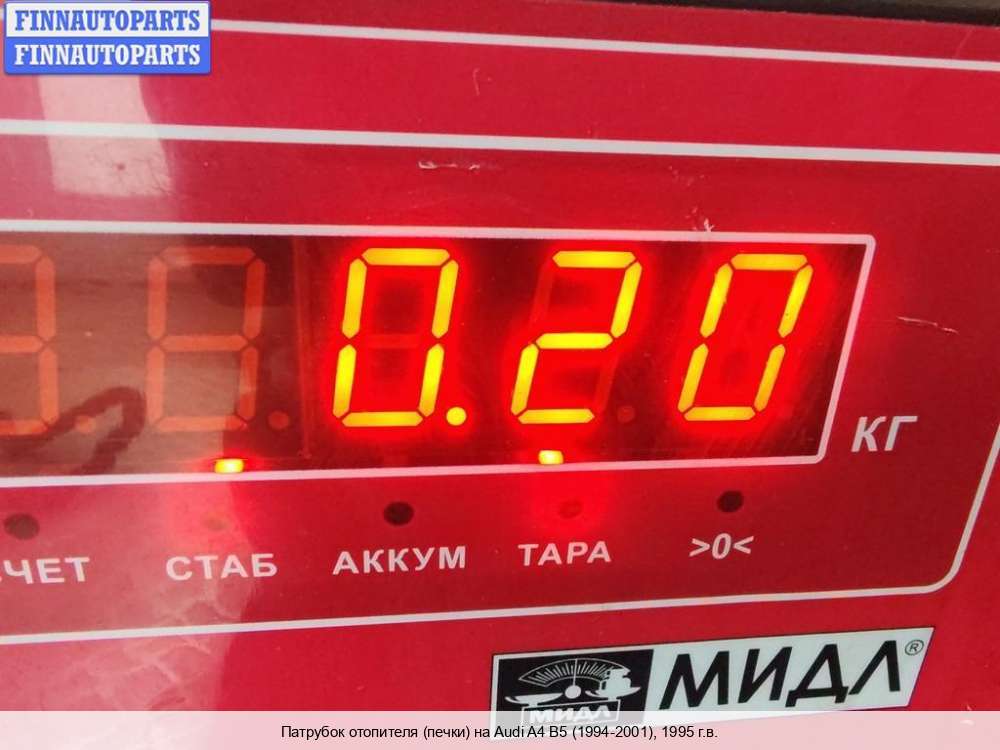 FINNAUTOPARTS
FINNAUTOPARTS
0.20
КГ
СТАБ АККУМ ТАРА >0<
МИДЛ®
МИДЛ
Патрубок отопителя (печки) на Audi A4 B5 (1994-2001), 1995 г.в.